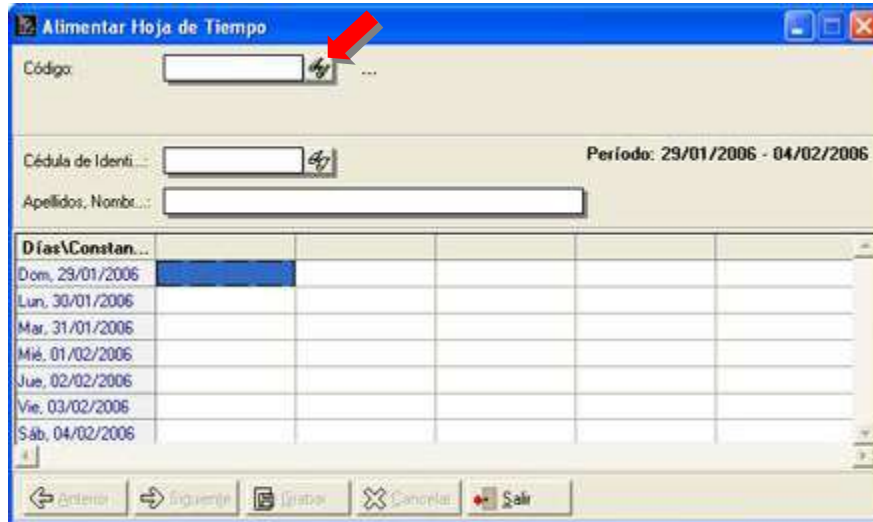 Alimentar Hoja de Tiempo
Código:
...
Cédula de Identi...:
Período: 29/01/2006 - 04/02/2006
Apellidos, Nombr...:
Días\Constan...
Dom, 29/01/2006
Lun, 30/01/2006
Mar, 31/01/2006
Mié, 01/02/2006
Jue, 02/02/2006
Vie, 03/02/2006
Sáb, 04/02/2006
Anterior Siguiente Grabar Cancelar Salir